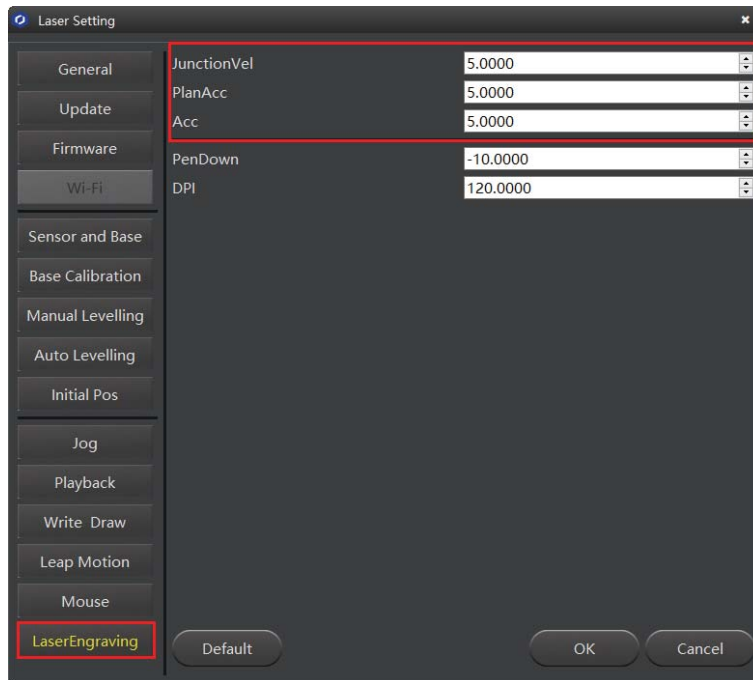 Laser Setting
General
Update
Firmware
Wi-Fi
Sensor and Base
Base Calibration
Manual Levelling
Auto Levelling
Initial Pos
Jog
Playback
Write Draw
Leap Motion
Mouse
LaserEngraving
JunctionVel 5.0000
PlanAcc 5.0000
Acc 5.0000
PenDown -10.0000
DPI 120.0000
Default OK Cancel